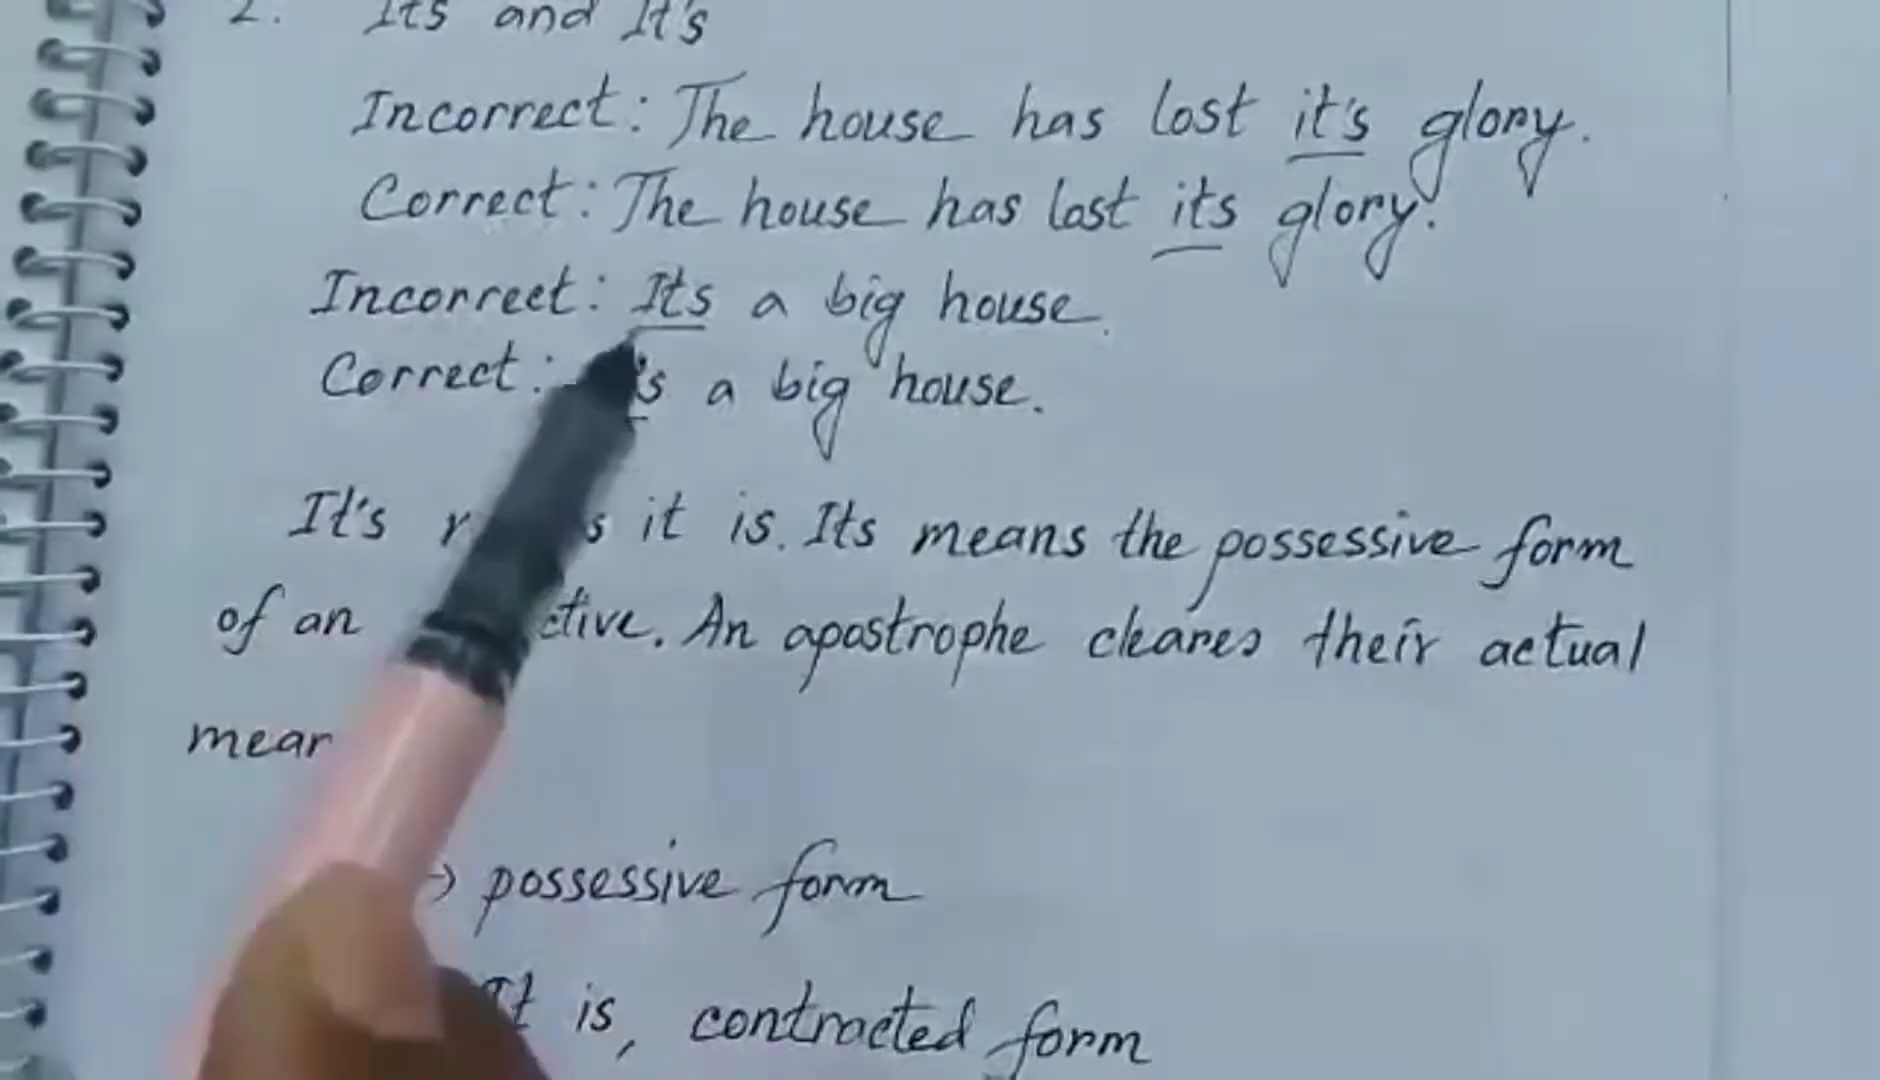 2. Its and It's
Incorrect: The house has lost it's glory.
Correct: The house has lost its glory.
Incorrect: Its a big house.
Correct: a big house.
It's it is. Its means the possessive form
of an An apostrophe cleares their actual
→ possessive form
It is, contracted form